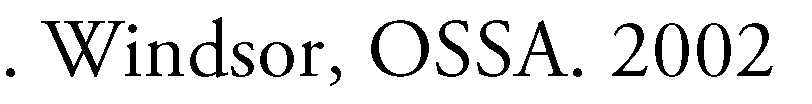 . Windsor, OSSA. 2002